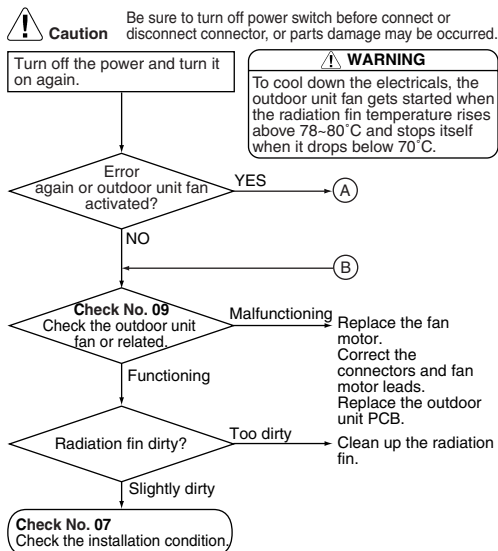 Caution
Be sure to turn off power switch before connect or
disconnect connector, or parts damage may be occurred.
Turn off the power and turn it
on again.
WARNING
To cool down the electricals, the
outdoor unit fan gets started when
the radiation fin temperature rises
above 78~80˚C and stops itself
when it drops below 70˚C.
Error
again or outdoor unit fan
activated?
YES
A
NO
B
Check No. 09
Check the outdoor unit
fan or related.
Malfunctioning
Replace the fan
motor.
Correct the
connectors and fan
motor leads.
Replace the outdoor
unit PCB.
Functioning
Radiation fin dirty?
Too dirty
Clean up the radiation
fin.
Slightly dirty
Check No. 07
Check the installation condition.